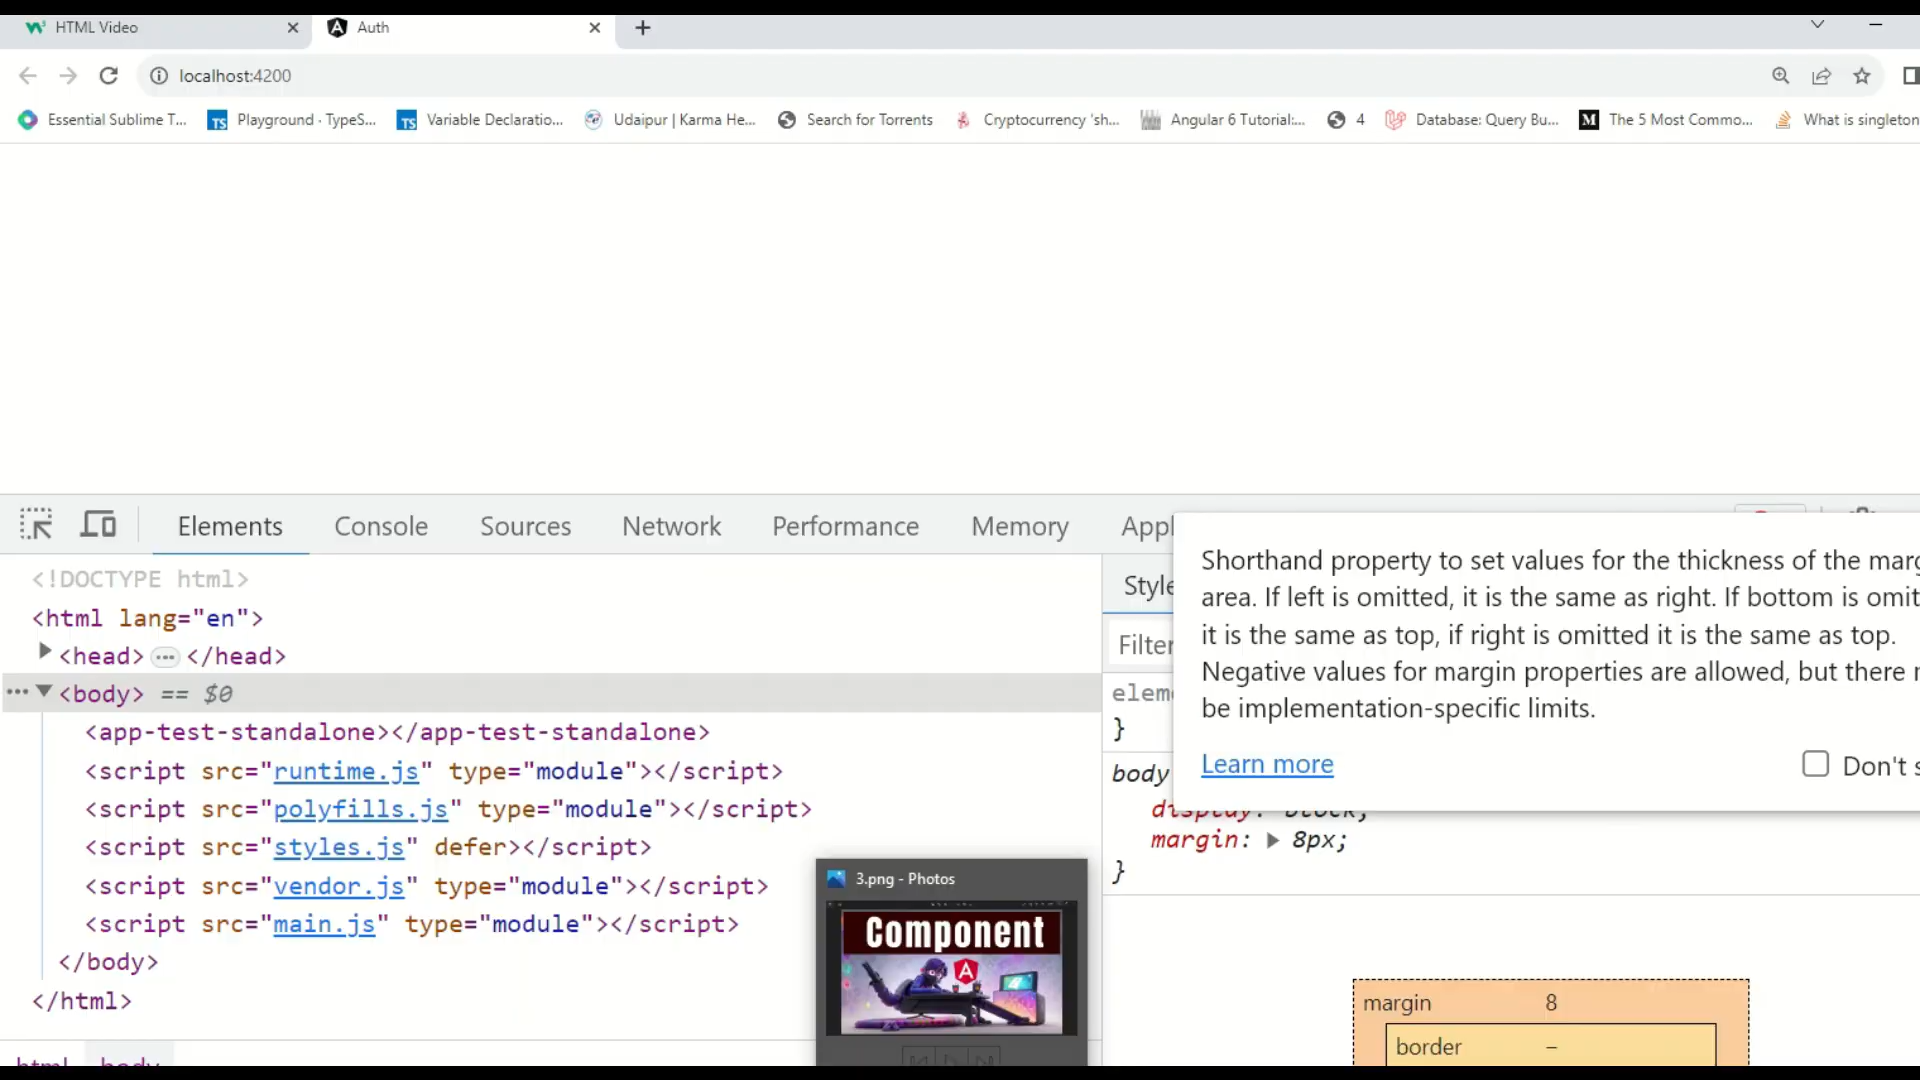 HTML Video
Auth
localhost:4200
Essential Sublime T...
TS
Playground · TypeS...
TS
Variable Declaratio...
Udaipur | Karma He...
Search for Torrents
Cryptocurrency 'sh...
Angular 6 Tutorial:...
4
Database: Query Bu...
M
The 5 Most Commo...
What is singleton
Elements
Console
Sources
Network
Performance
Memory
Appl
<!DOCTYPE html>
<html lang="en">
<head> ... </head>
... <body> == $0
<app-test-standalone></app-test-standalone>
<script src="runtime.js" type="module"></script>
<script src="polyfills.js" type="module"></script>
<script src="styles.js" defer></script>
<script src="vendor.js" type="module"></script>
<script src="main.js" type="module"></script>
</body>
</html>
html body
Style
Filter
eleme
}
body
display: block;
margin: 8px;
}
Shorthand property to set values for the thickness of the marg
area. If left is omitted, it is the same as right. If bottom is omit
it is the same as top, if right is omitted it is the same as top.
Negative values for margin properties are allowed, but there
be implementation-specific limits.
Learn more
Don't s
3.png - Photos
Component
A
margin 8
border –